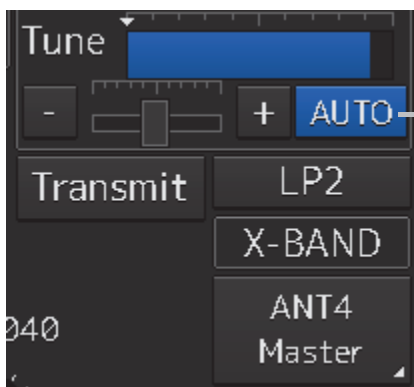 Tune
- + AUTO
Transmit LP2
X-BAND
ANT4
040 Master